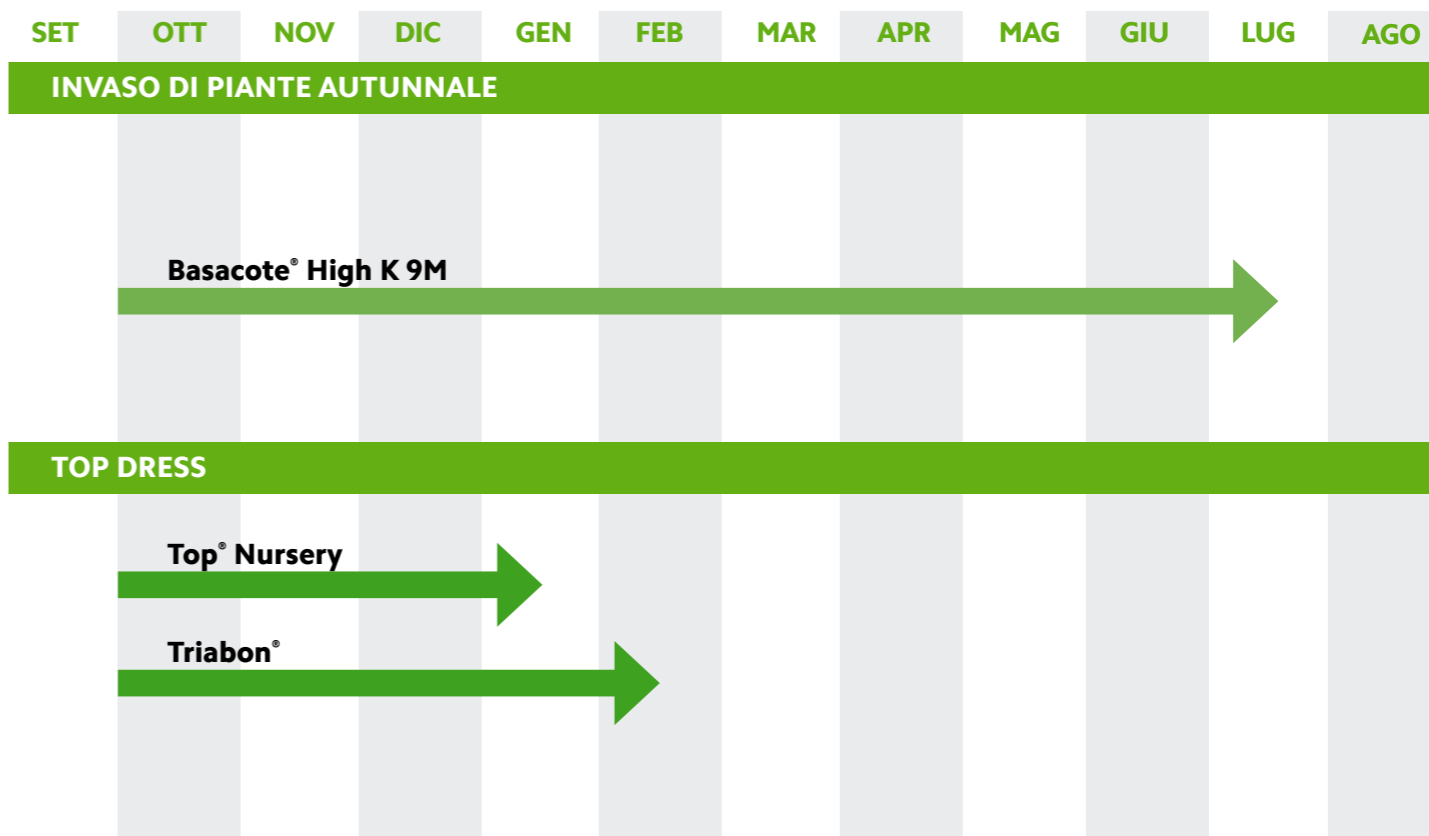 SET OTT NOV DIC GEN FEB MAR APR MAG GIU LUG AGO
INVASO DI PIANTE AUTUNNALE
Basacote® High K 9M
TOP DRESS
Top® Nursery
Triabon®